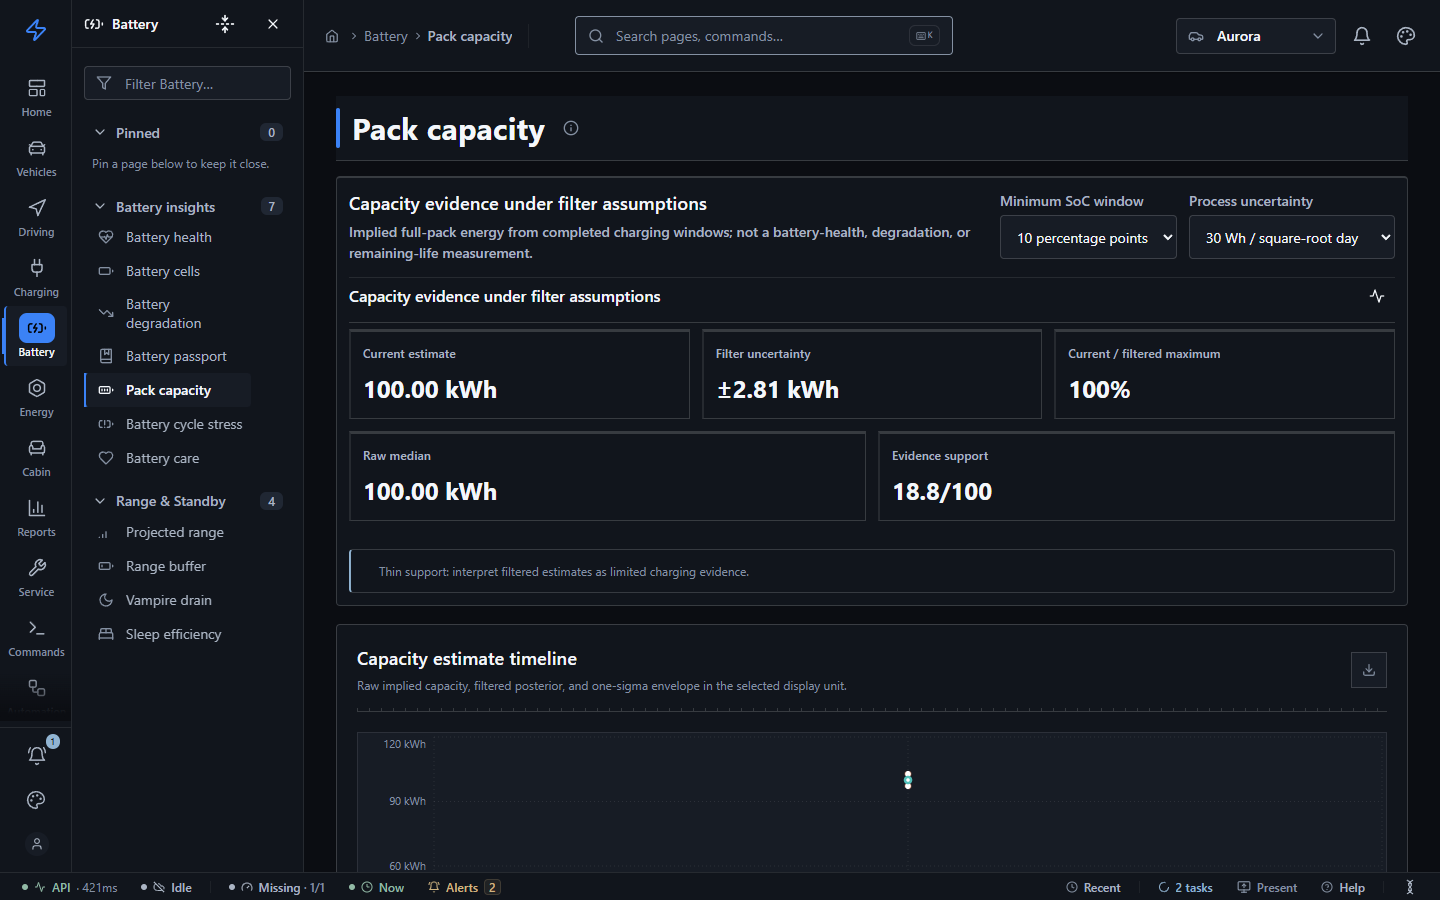 Battery
Battery
Pack capacity
Search pages, commands...
K
Aurora
Home
Vehicles
Driving
Charging
Battery
Energy
Cabin
Reports
Service
Commands
1
Filter Battery...
Pinned
0
Pin a page below to keep it close.
Battery insights
7
Battery health
Battery cells
Battery
degradation
Battery passport
Pack capacity
Battery cycle stress
Battery care
Range & Standby
4
Projected range
Range buffer
Vampire drain
Sleep efficiency
Pack capacity
Capacity evidence under filter assumptions
Implied full-pack energy from completed charging windows; not a battery-health, degradation, or
remaining-life measurement.
Minimum SoC window
10 percentage points
Process uncertainty
30 Wh / square-root day
Capacity evidence under filter assumptions
Current estimate
100.00 kWh
Filter uncertainty
±2.81 kWh
Current / filtered maximum
100%
Raw median
100.00 kWh
Evidence support
18.8/100
Thin support: interpret filtered estimates as limited charging evidence.
Capacity estimate timeline
Raw implied capacity, filtered posterior, and one-sigma envelope in the selected display unit.
120 kWh
90 kWh
60 kWh
API · 421ms
Idle
Missing · 1/1
Now
Alerts 2
Recent
2 tasks
Present
Help